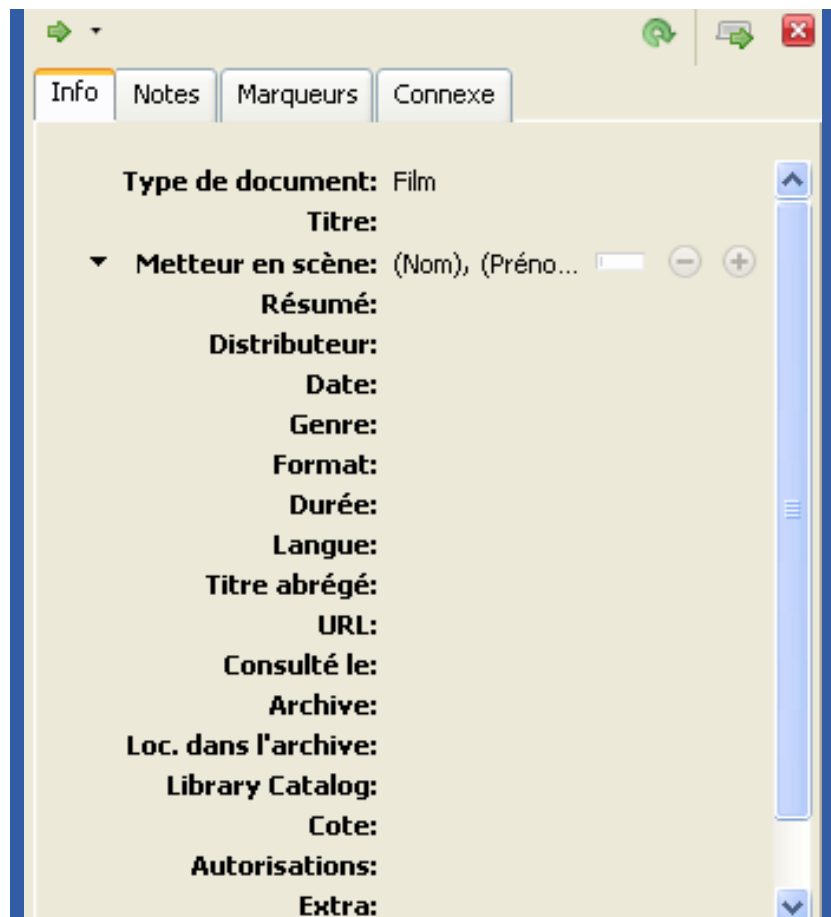 Info Notes Marqueurs Connexe
Type de document: Film
Titre:
Metteur en scène: (Nom), (Préno...
Résumé:
Distributeur:
Date:
Genre:
Format:
Durée:
Langue:
Titre abrégé:
URL:
Consulté le:
Archive:
Loc. dans l'archive:
Library Catalog:
Cote:
Autorisations:
Extra: